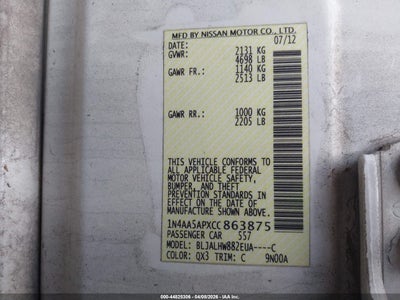 MFD BY NISSAN MOTOR CO., LTD.
DATE: 07/12
GVWR: 2131 KG
4698 LB
GAWR FR.: 1140 KG
2513 LB
GAWR RR.: 1000 KG
2205 LB
THIS VEHICLE CONFORMS TO
ALL APPLICABLE FEDERAL
MOTOR VEHICLE SAFETY,
BUMPER, AND THEFT
PREVENTION STANDARDS IN
EFFECT ON THE DATE OF
MANUFACTURE SHOWN ABOVE.
1N4AA5APXCC863875
PASSENGER CAR 557
MODEL: BLJALHW882EUA----C
COLOR: QX3 TRIM: C 9N00A
000-44825306 - 04/09/2026 - IAA